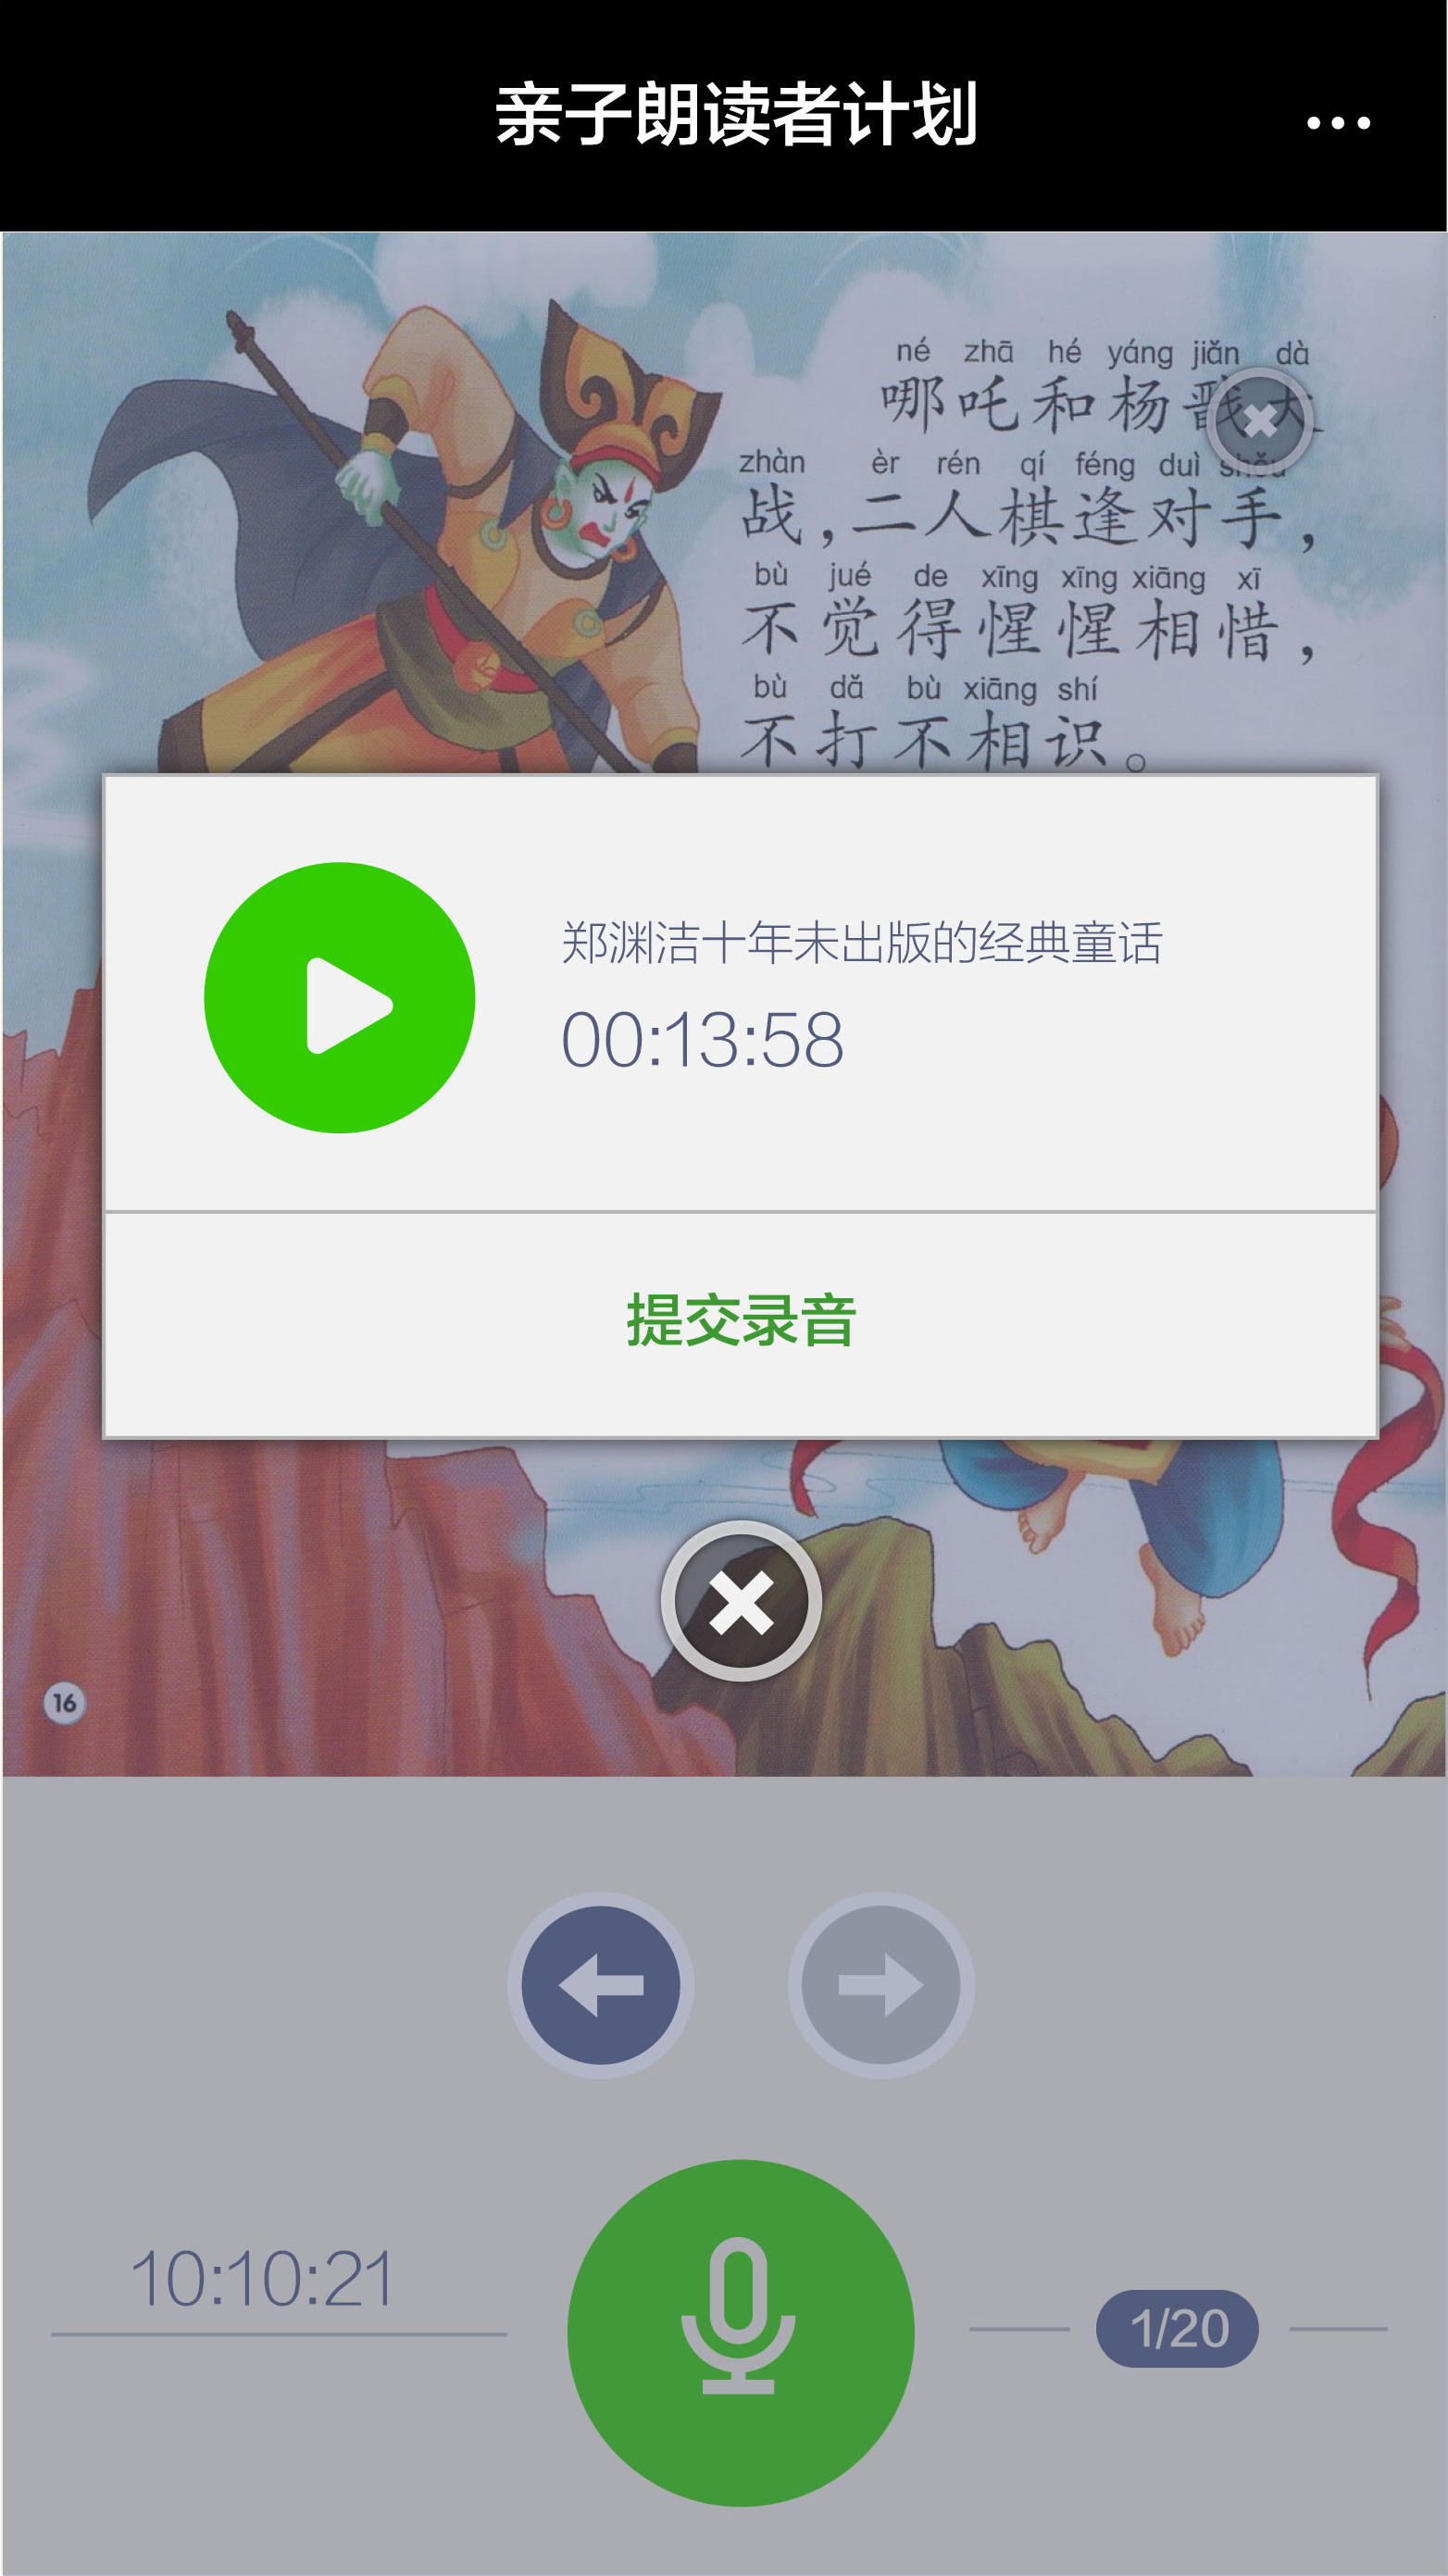 亲子朗读者计划
né zhā hé yáng jiǎn dà
哪吒和杨戬大
zhàn èr rén qí féng duì shǒu
战,二人棋逢对手,
bù jué de xīng xīng xiāng xī
不觉得惺惺相惜,
bù dǎ bù xiāng shí
不打不相识。
郑渊洁十年未出版的经典童话
00:13:58
提交录音
16
10:10:21
1/20